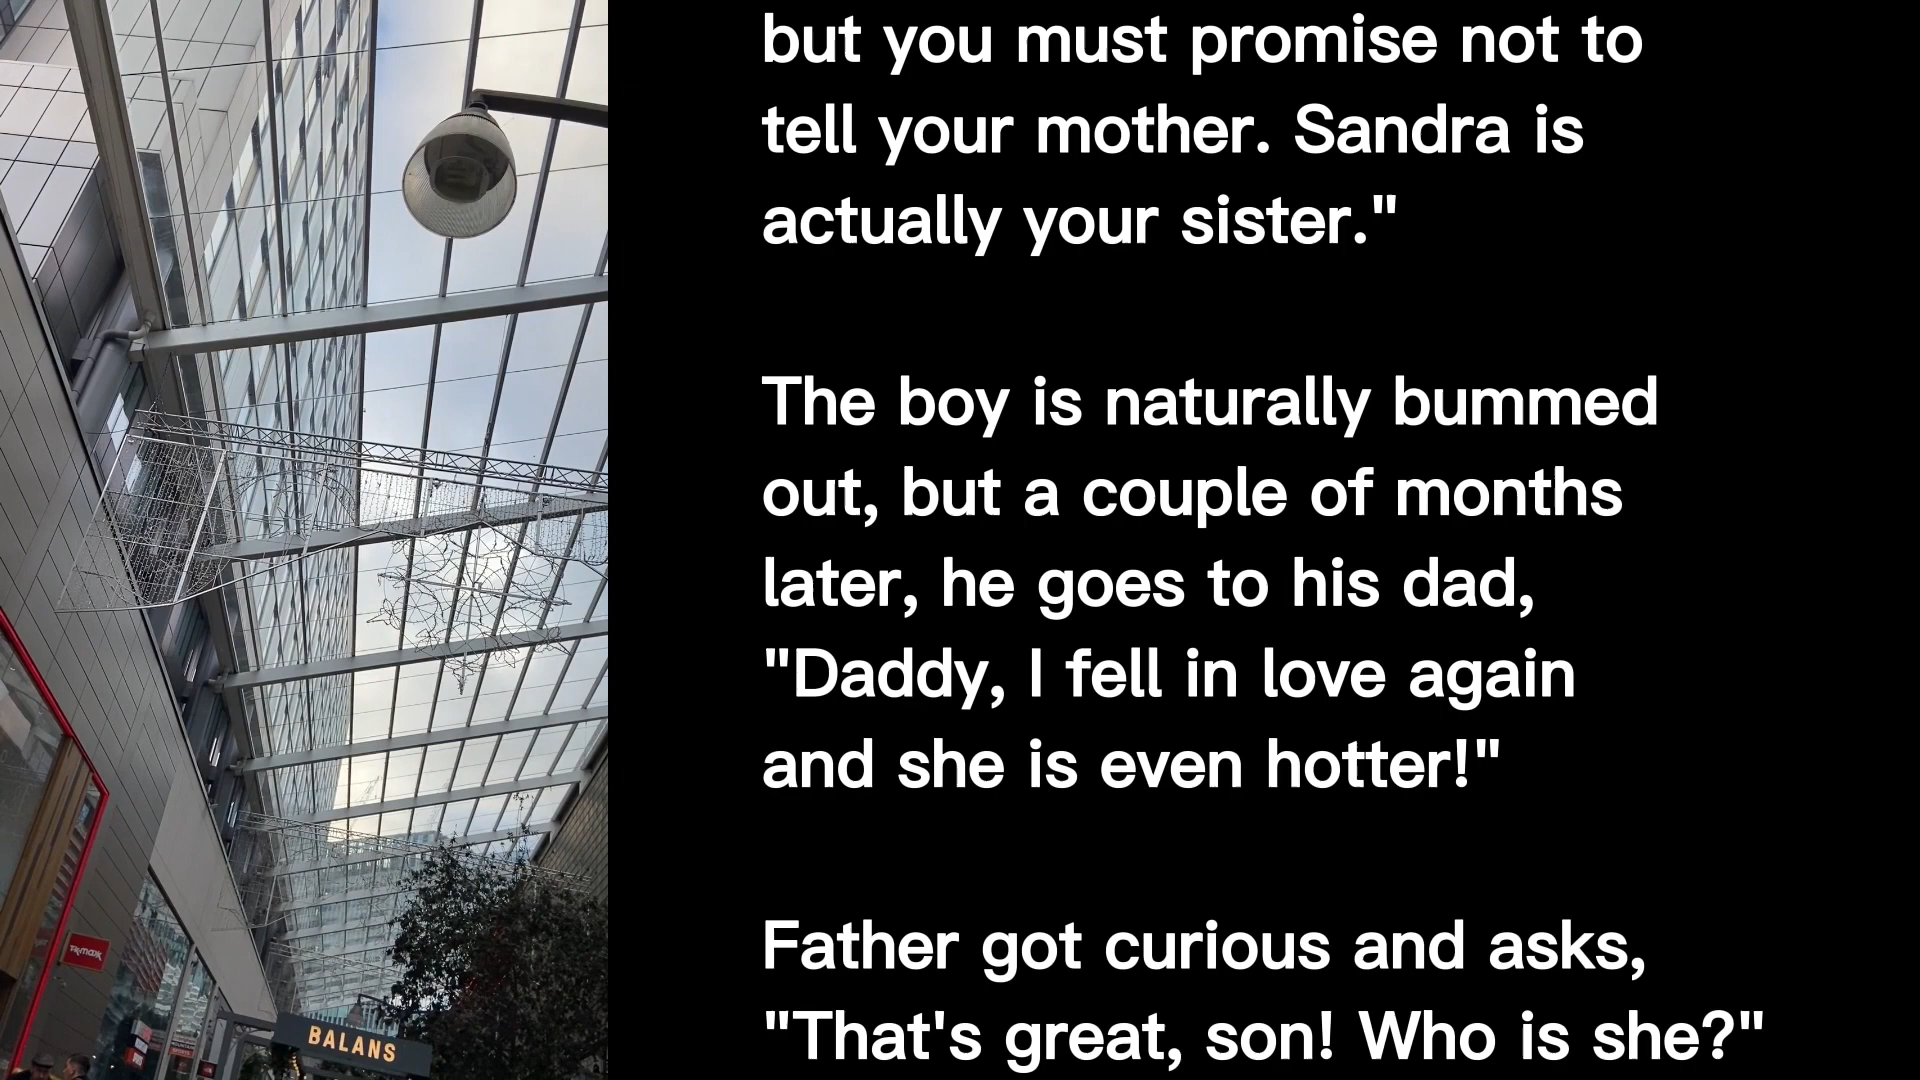 but you must promise not to
tell your mother. Sandra is
actually your sister."
The boy is naturally bummed
out, but a couple of months
later, he goes to his dad,
"Daddy, I fell in love again
and she is even hotter!"
Father got curious and asks,
"That's great, son! Who is she?"
TK maxx
BALANS